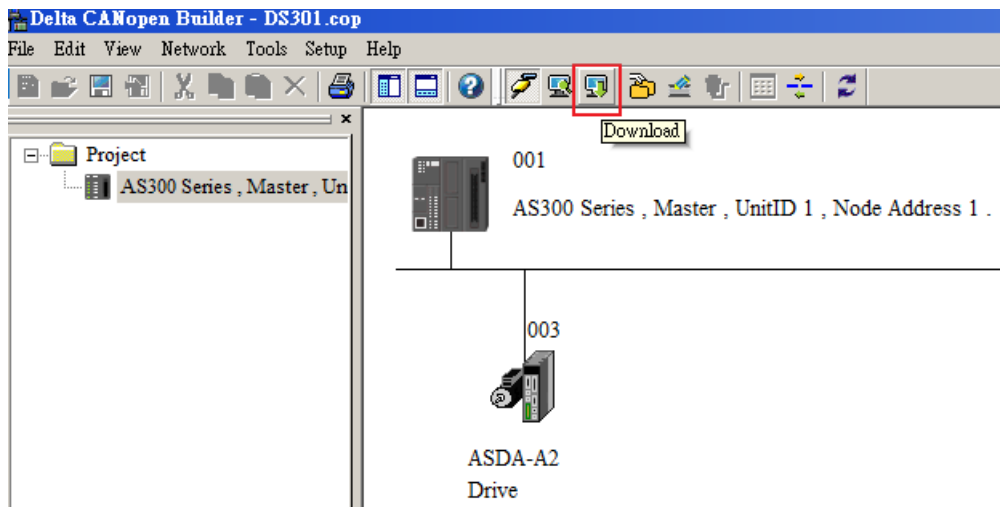 Delta CANopen Builder - DS301.cop
File Edit View Network Tools Setup Help
Download
Project
AS300 Series , Master , Un
001
AS300 Series , Master , UnitID 1 , Node Address 1 .
003
ASDA-A2
Drive